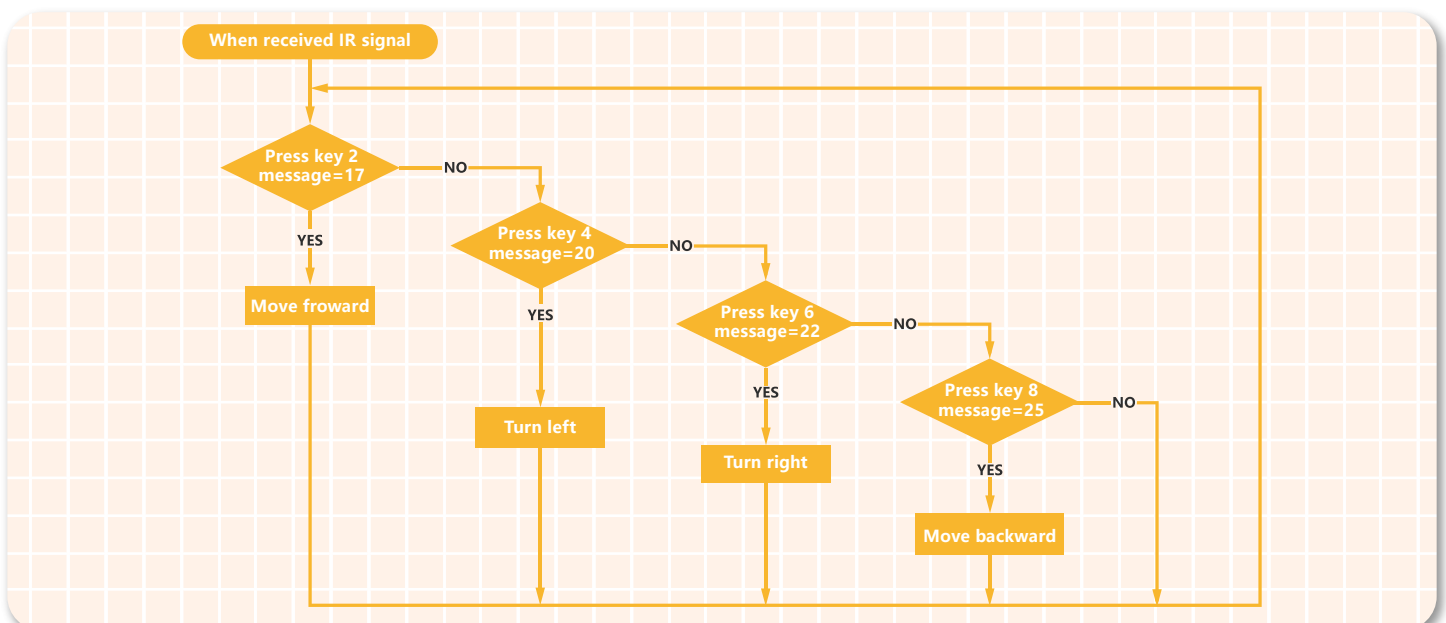 When received IR signal
Press key 2
message=17
NO
YES
Move froward
Press key 4
message=20
NO
YES
Turn left
Press key 6
message=22
NO
YES
Turn right
Press key 8
message=25
NO
YES
Move backward